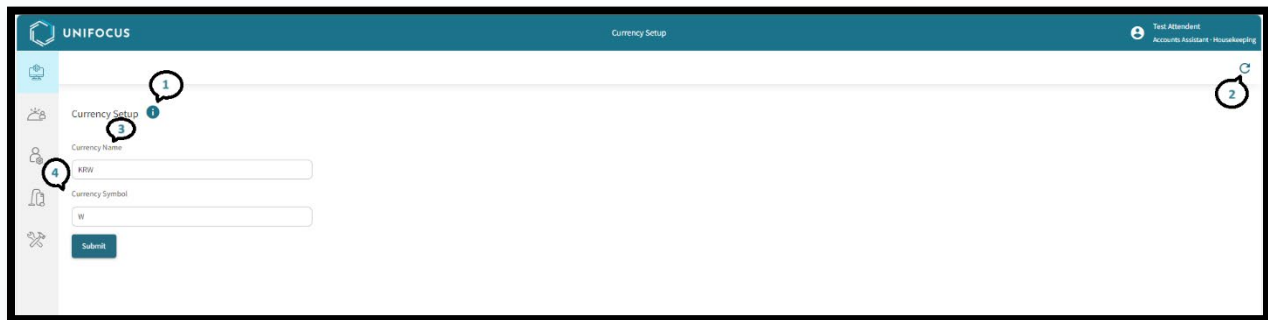 UNIFOCUS
Currency Setup
Test Attendent
Accounts Assistant - Housekeeping
1
2
Currency Setup i
3
Currency Name
4
KRW
Currency Symbol
W
Submit